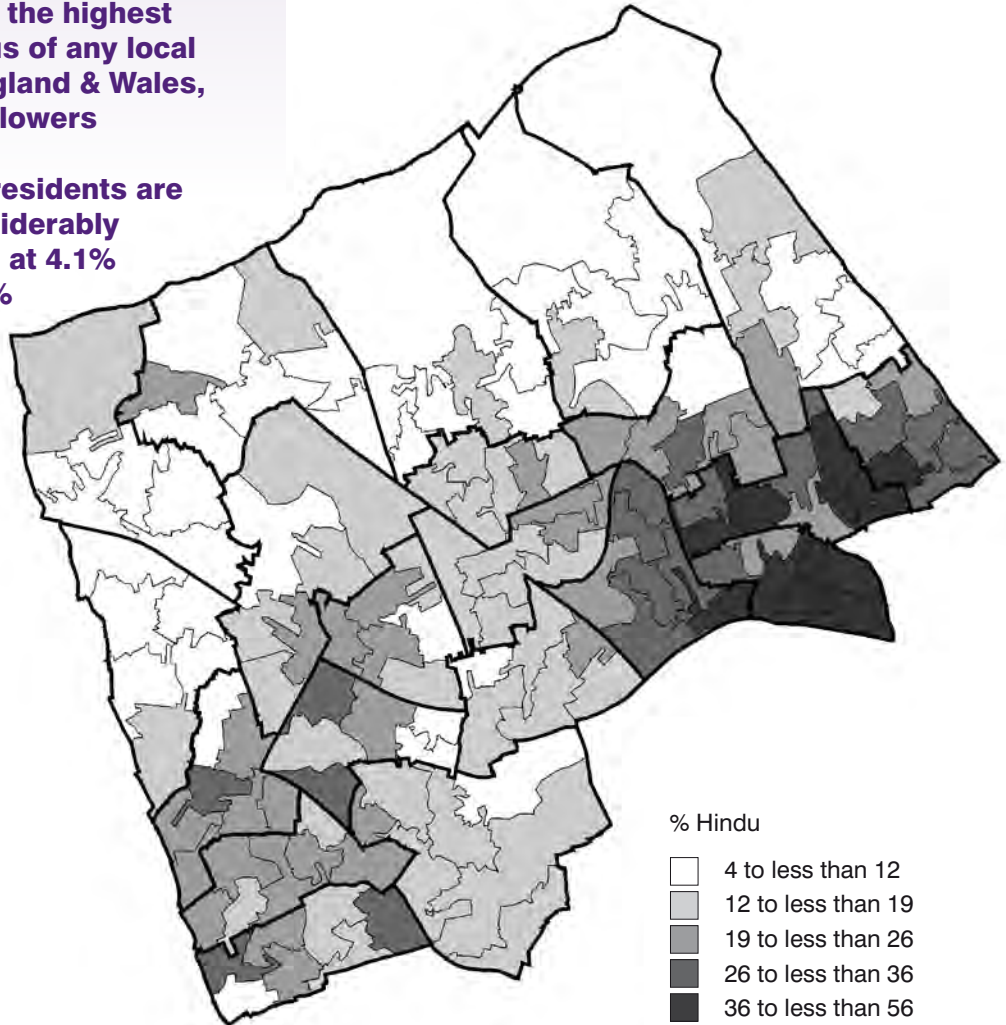 the highest
of any local
gland & Wales,
lowers
residents are
siderably
at 4.1%
%
% Hindu
4 to less than 12
12 to less than 19
19 to less than 26
26 to less than 36
36 to less than 56